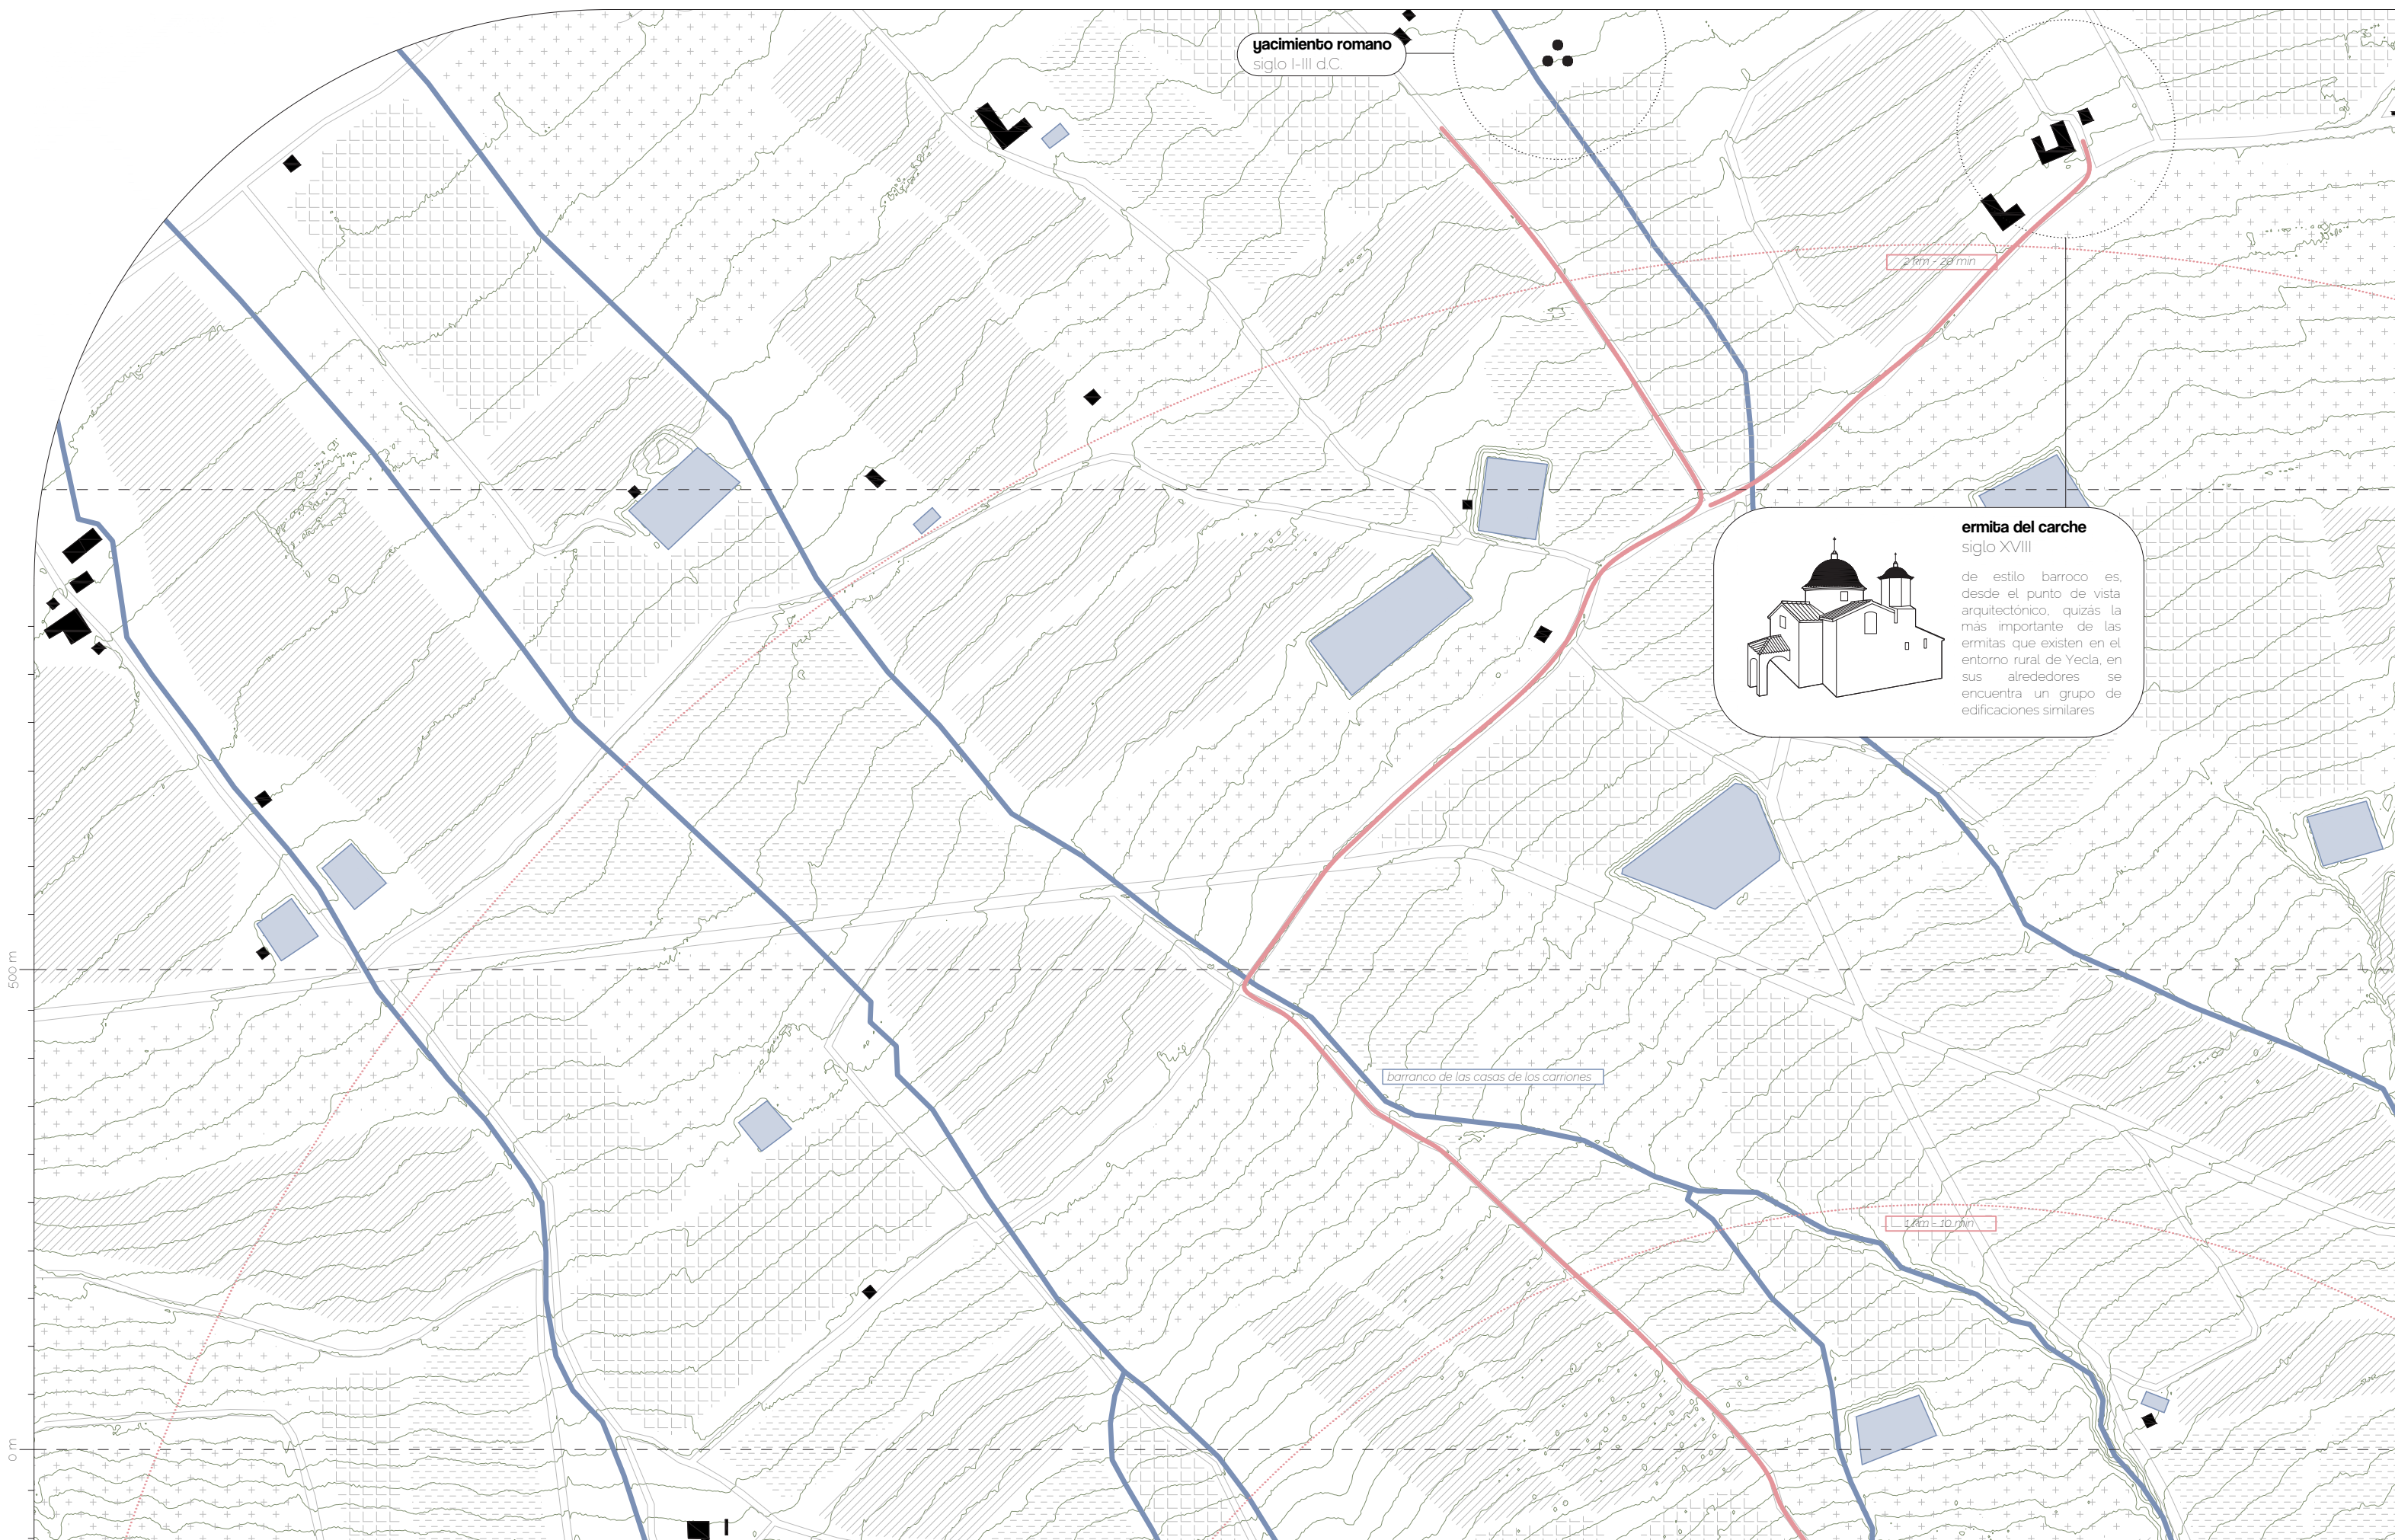 yacimiento romano
siglo I-III d.C.
2 km - 20 min
ermita del carche
siglo XVIII
de estilo barroco es,
desde el punto de vista
arquitectónico, quizás la
más importante de las
ermitas que existen en el
entorno rural de Yecla, en
sus alrededores se
encuentra un grupo de
edificaciones similares
500 m
barranco de las casas de los carriones
1 km - 10 min
0 m